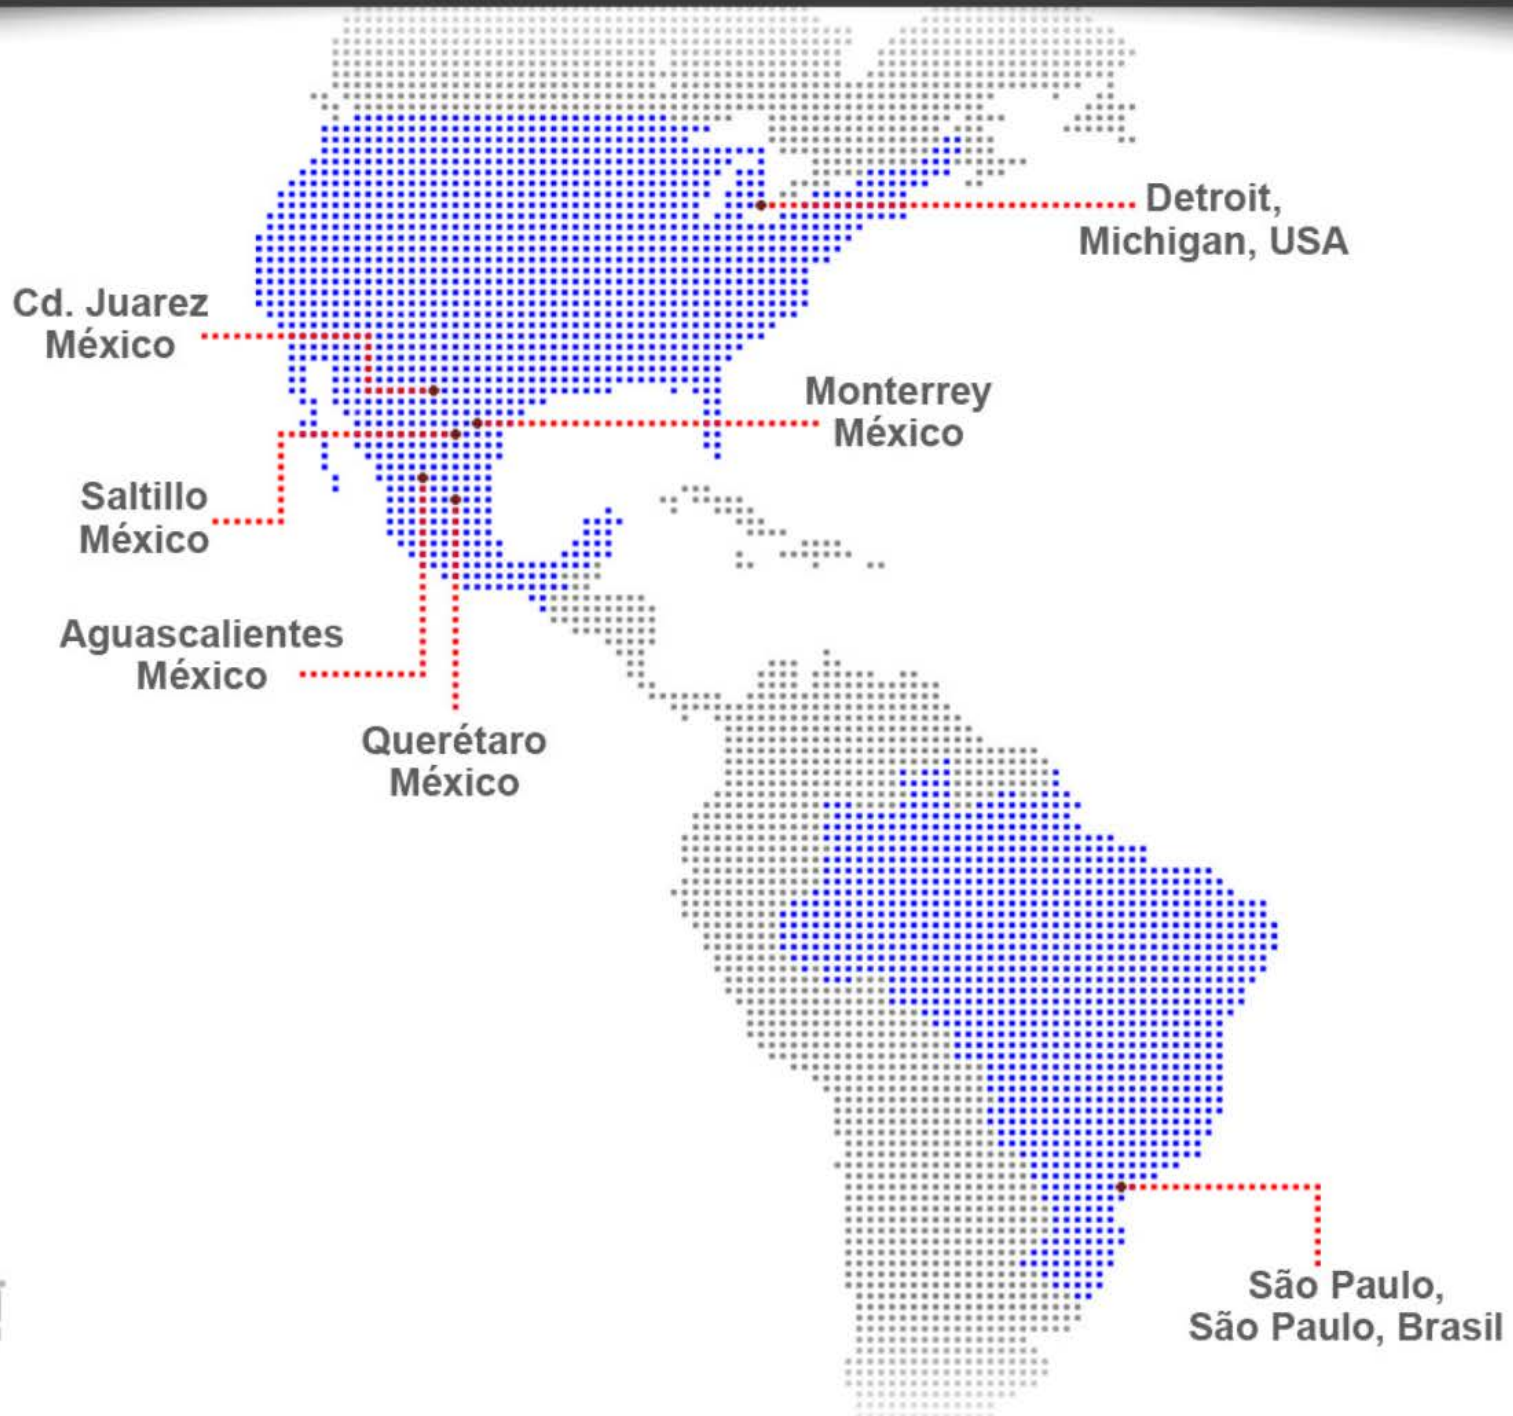 Detroit,
Michigan, USA
Cd. Juarez
México
Monterrey
México
Saltillo
México
Aguascalientes
México
Querétaro
México
São Paulo,
São Paulo, Brasil